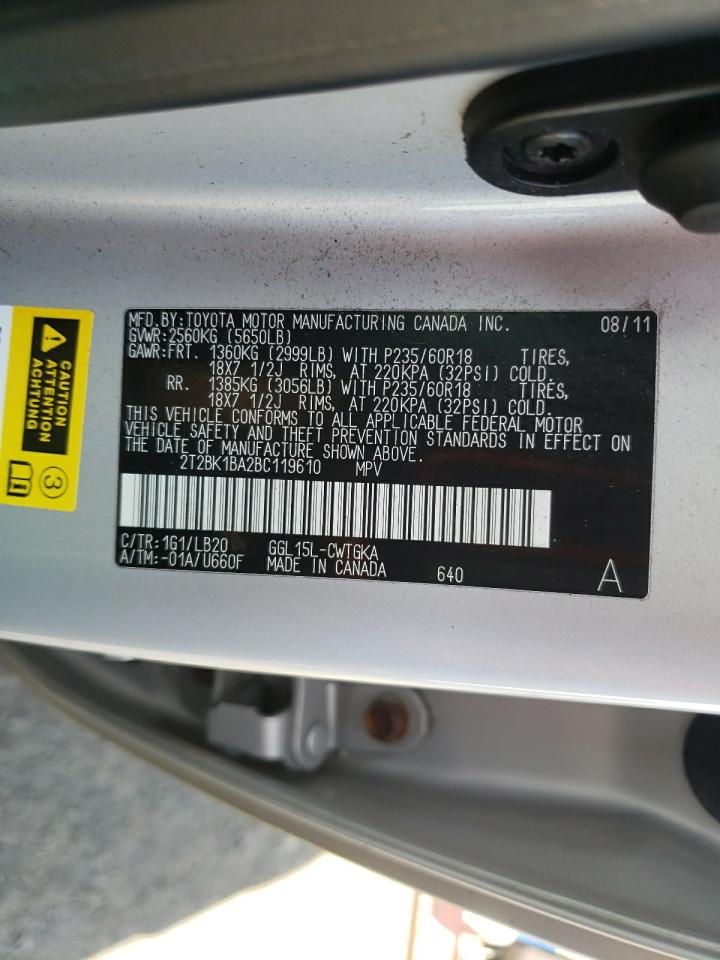 MFD.BY:TOYOTA MOTOR MANUFACTURING CANADA INC. 08/11
GVWR:2560KG (5650LB)
GAWR:FRT. 1360KG (2999LB) WITH P235/60R18 TIRES,
18X7 1/2J RIMS, AT 220KPA (32PSI) COLD.
RR. 1385KG (3056LB) WITH P235/60R18 TIRES,
18X7 1/2J RIMS, AT 220KPA (32PSI) COLD.
THIS VEHICLE CONFORMS TO ALL APPLICABLE FEDERAL MOTOR
VEHICLE SAFETY AND THEFT PREVENTION STANDARDS IN EFFECT ON
THE DATE OF MANUFACTURE SHOWN ABOVE.
2T2BK1BA2BC119610 MPV
C/TR:1G1/LB20 GGL15L-CWTGKA
A/TM:-01A/U660F MADE IN CANADA 640 A
CAUTION
ATTENTION
ACHTUNG
3